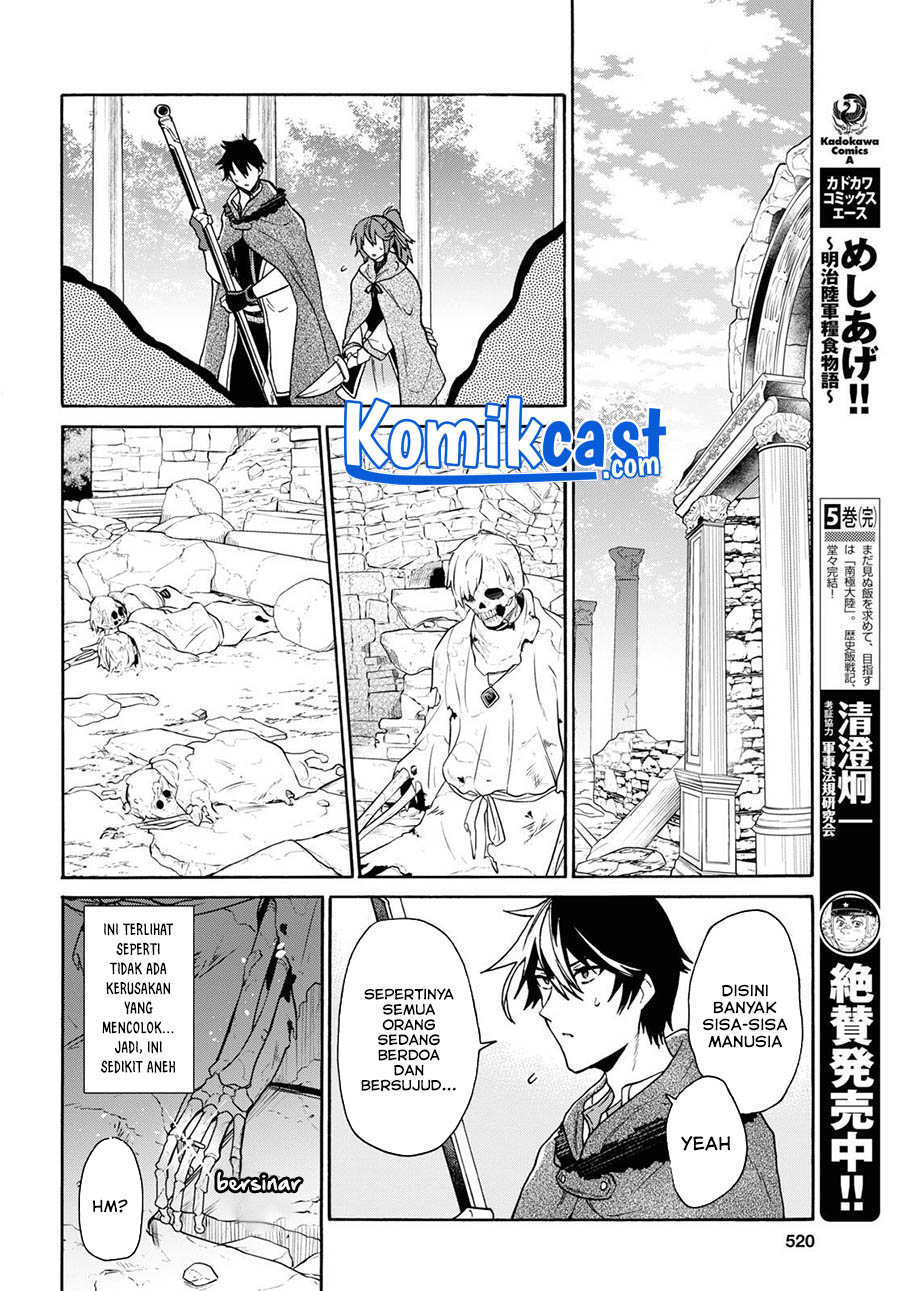 Kadokawa
Comics
A
カドカワ
コミックス
エース
めしあげ!!
～明治陸軍糧食物語～
5巻(完)
まだ見ぬ飯を求めて、目指す
は「南極大陸」。歴史飯戦記、
堂々完結!
清澄炯一
考証協力 軍事法規研究会
絶賛発売中!!
Komikcast
.com
DISINI
BANYAK
SISA-SISA
MANUSIA
YEAH
SEPERTINYA
SEMUA
ORANG
SEDANG
BERDOA
DAN
BERSUJUD...
INI TERLIHAT
SEPERTI
TIDAK ADA
KERUSAKAN
YANG
MENCOLOK...
JADI, INI
SEDIKIT ANEH
bersinar
HM?
520